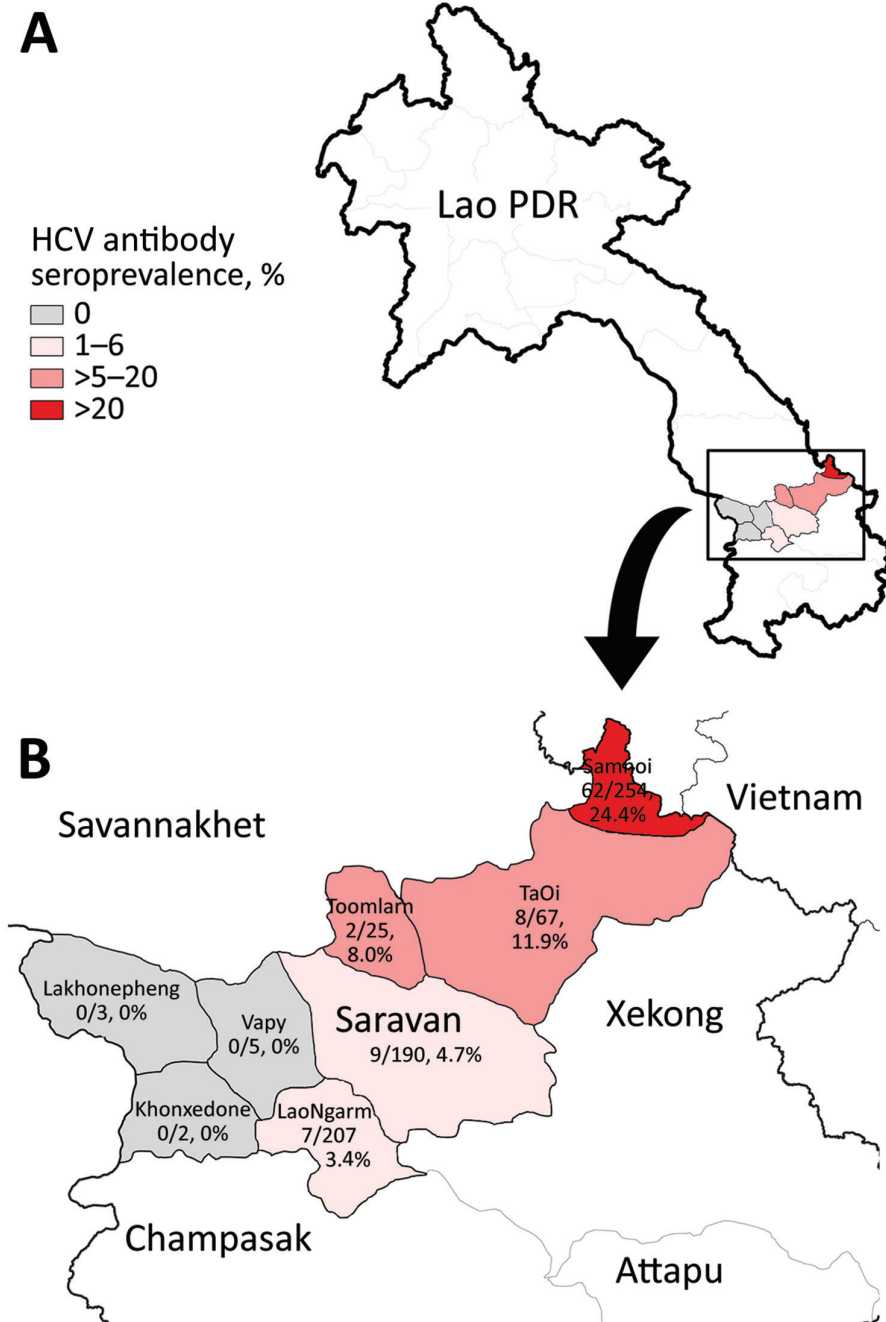 A
Lao PDR
HCV antibody
seroprevalence, %
0
1–6
>5–20
>20
B
Samnoi
62/254,
24.4%
Vietnam
Savannakhet
TaOi
8/67,
11.9%
Toomlam
2/25,
8.0%
Lakhonepheng
0/3, 0%
Vapy
0/5, 0%
Saravan
9/190, 4.7%
Xekong
Khonxedone
0/2, 0%
LaoNgarm
7/207
3.4%
Champasak
Attapu